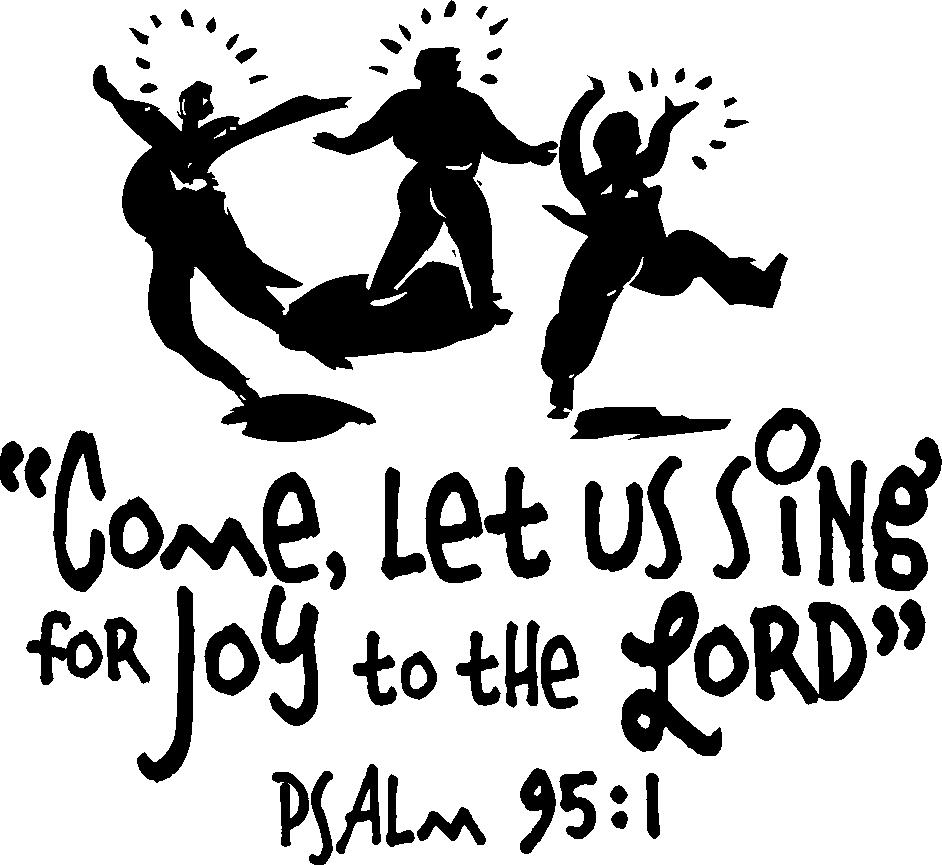 “Come, Let us sing
for Joy to the Lord”
Psalm 95:1